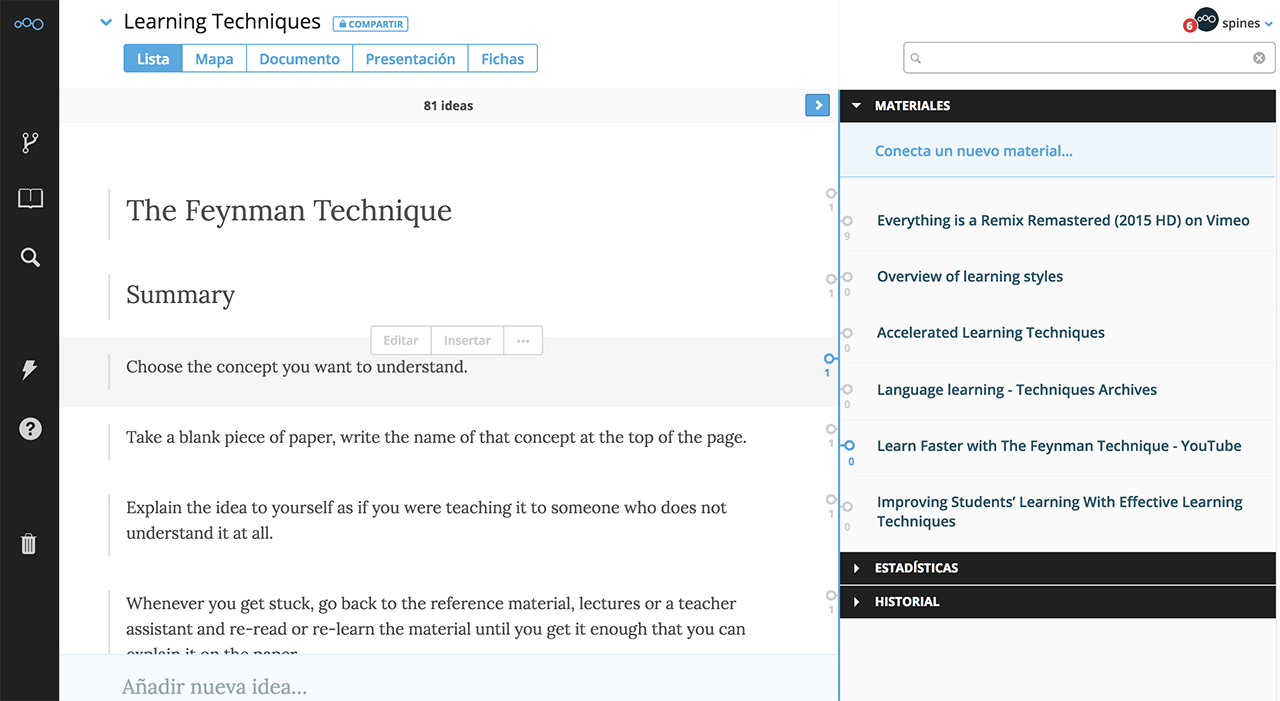 Learning Techniques
COMPARTIR
6
spines
Lista
Mapa
Documento
Presentación
Fichas
81 ideas
The Feynman Technique
1
Summary
1
Editar
Insertar
...
Choose the concept you want to understand.
1
Take a blank piece of paper, write the name of that concept at the top of the page.
1
Explain the idea to yourself as if you were teaching it to someone who does not
understand it at all.
1
Whenever you get stuck, go back to the reference material, lectures or a teacher
assistant and re-read or re-learn the material until you get it enough that you can
explain it on the paper
1
Añadir nueva idea...
MATERIALES
Conecta un nuevo material...
Everything is a Remix Remastered (2015 HD) on Vimeo
9
Overview of learning styles
0
Accelerated Learning Techniques
0
Language learning - Techniques Archives
0
Learn Faster with The Feynman Technique - YouTube
0
Improving Students’ Learning With Effective Learning
Techniques
0
ESTADÍSTICAS
HISTORIAL